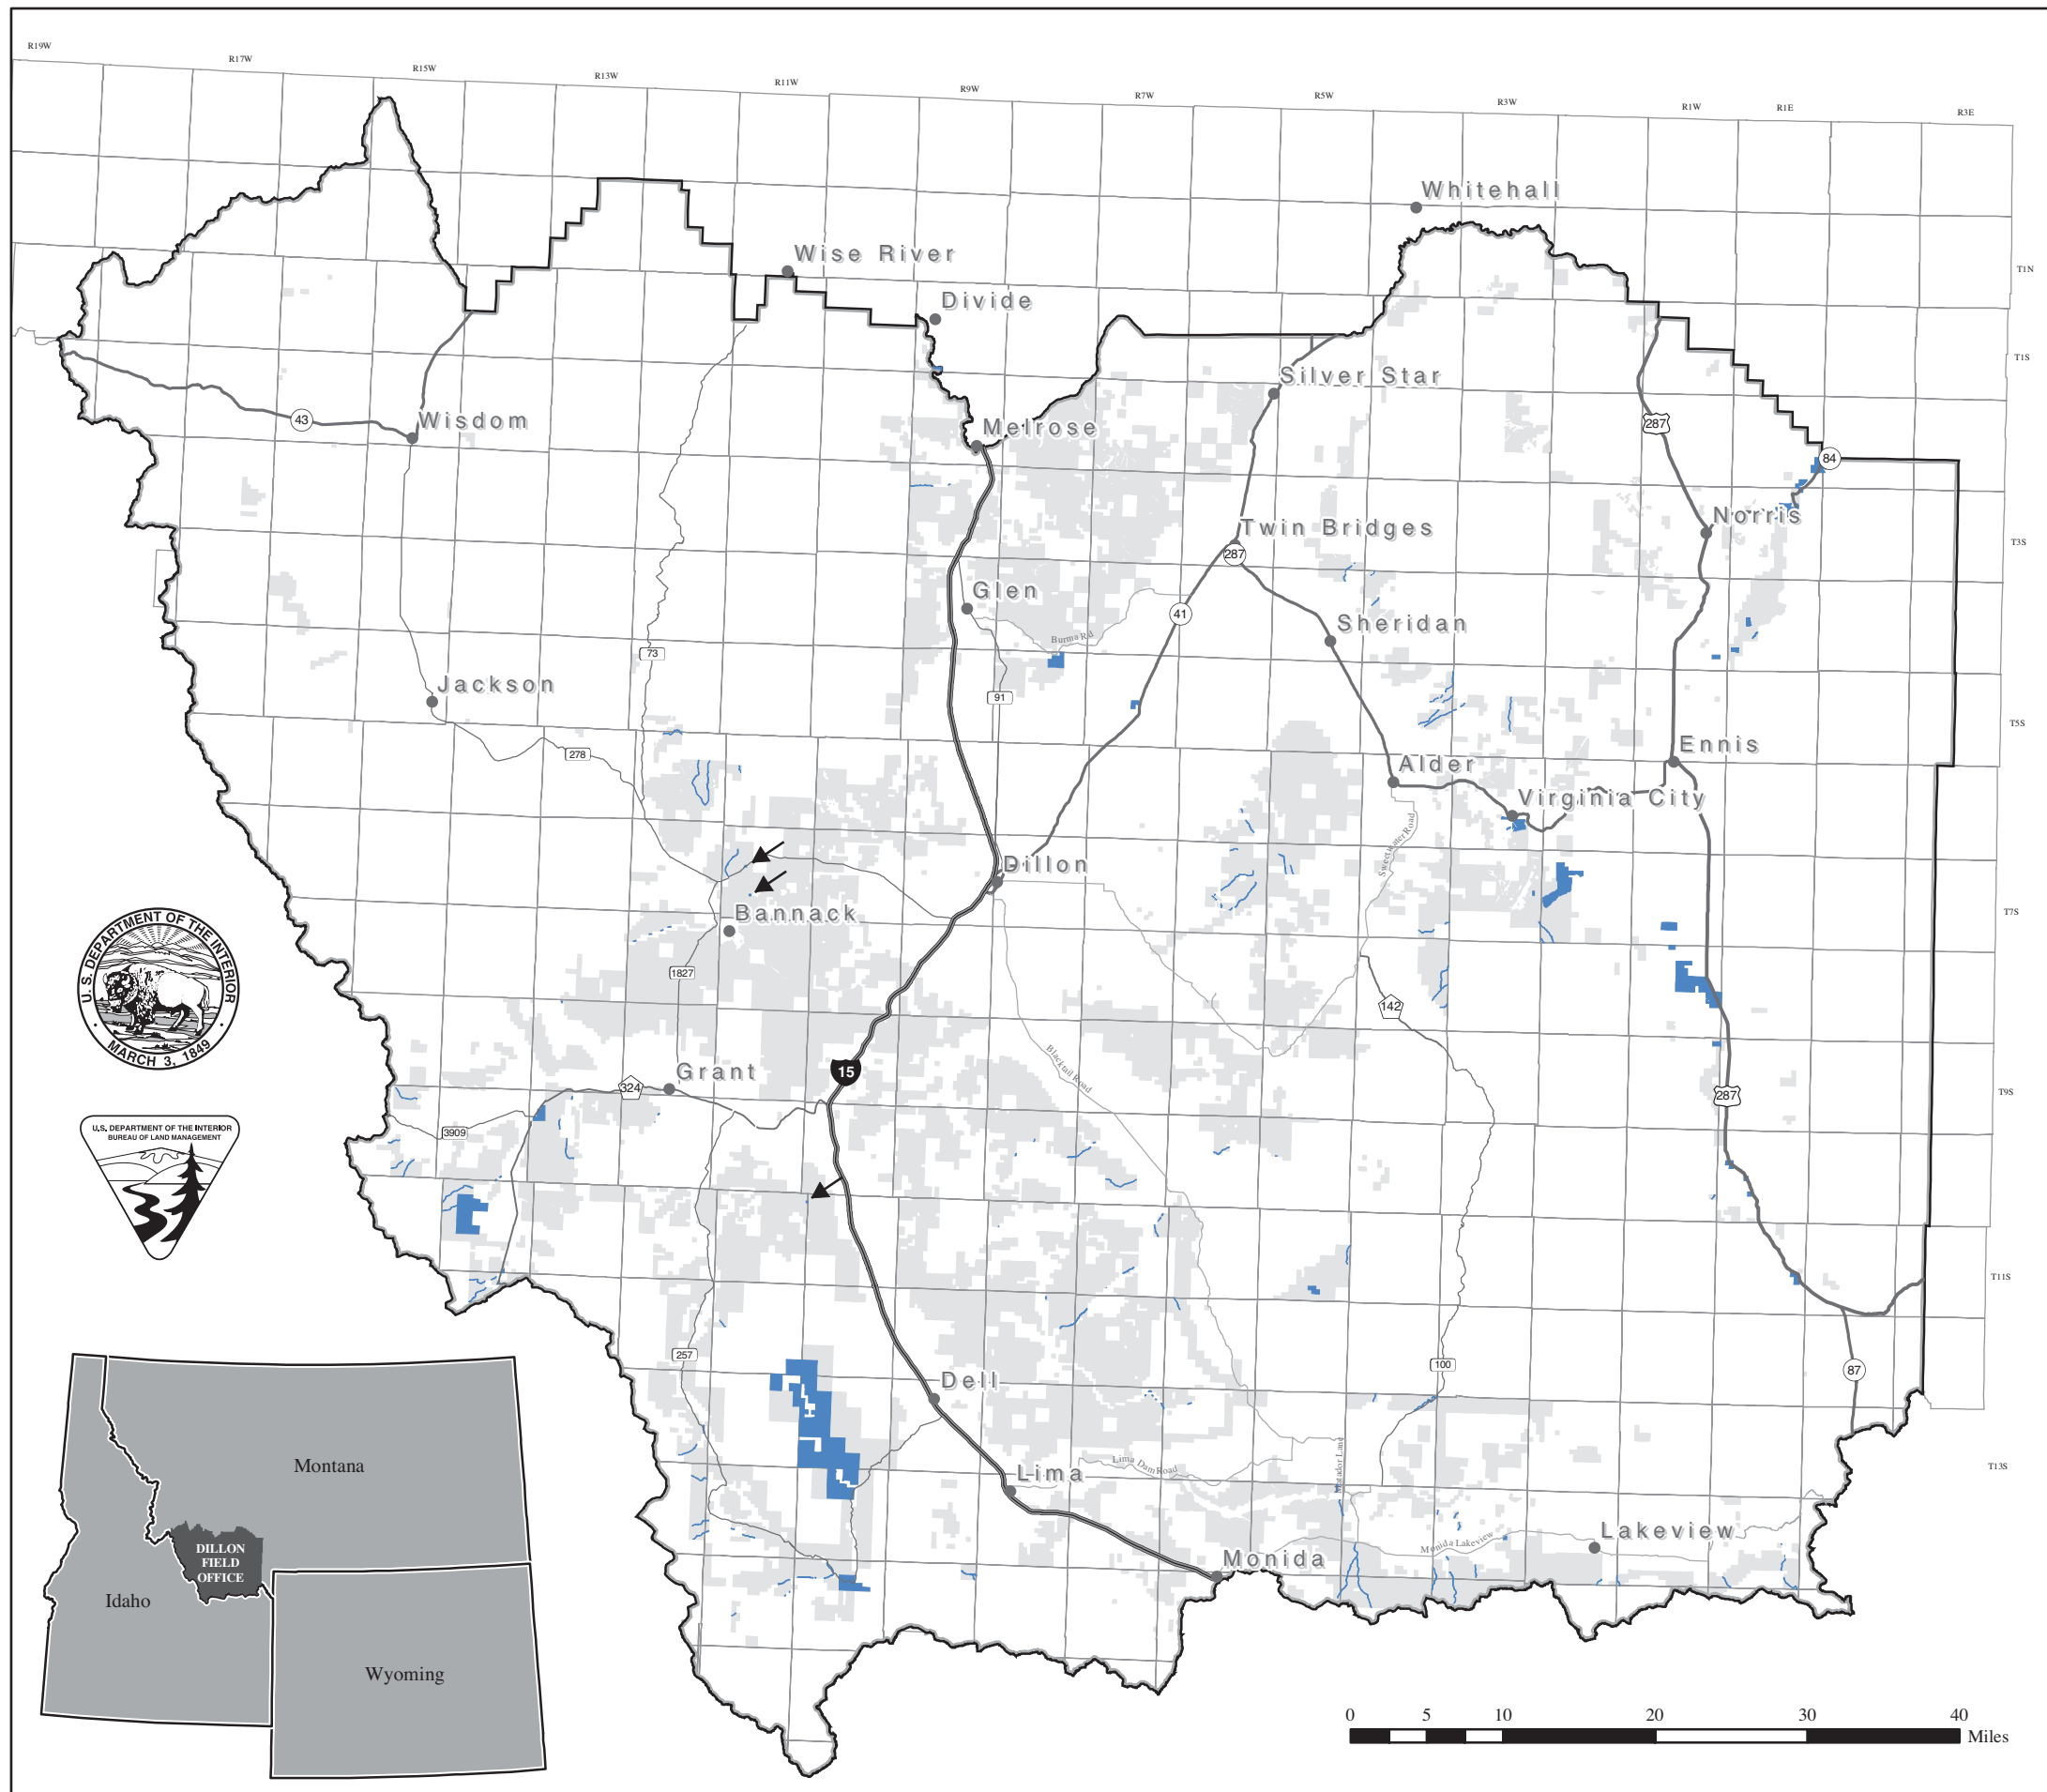 R19W
R17W
R15W
R13W
R11W
R9W
R7W
R5W
R3W
R1W
R1E
R3E
Whitehall
Wise River
T1N
Divide
T1S
Silver Star
43
Wisdom
Melrose
287
84
Norris
Twin Bridges
287
T3S
Glen
41
Sheridan
Burma Rd
73
Jackson
91
T5S
278
Ennis
Alder
Virginia City
Sweetwater Road
Dillon
Bannack
T7S
1827
142
U.S. DEPARTMENT OF THE INTERIOR
MARCH 3, 1849
Blacktail Road
Grant
15
324
287
T9S
3909
U.S. DEPARTMENT OF THE INTERIOR
BUREAU OF LAND MANAGEMENT
T11S
257
100
87
Dell
Matador Lane
Lima Dam Road
Lima
T13S
Lakeview
Monida Lakeview
Monida
Montana
DILLON
FIELD
OFFICE
Idaho
Wyoming
0 5 10 20 30 40
Miles